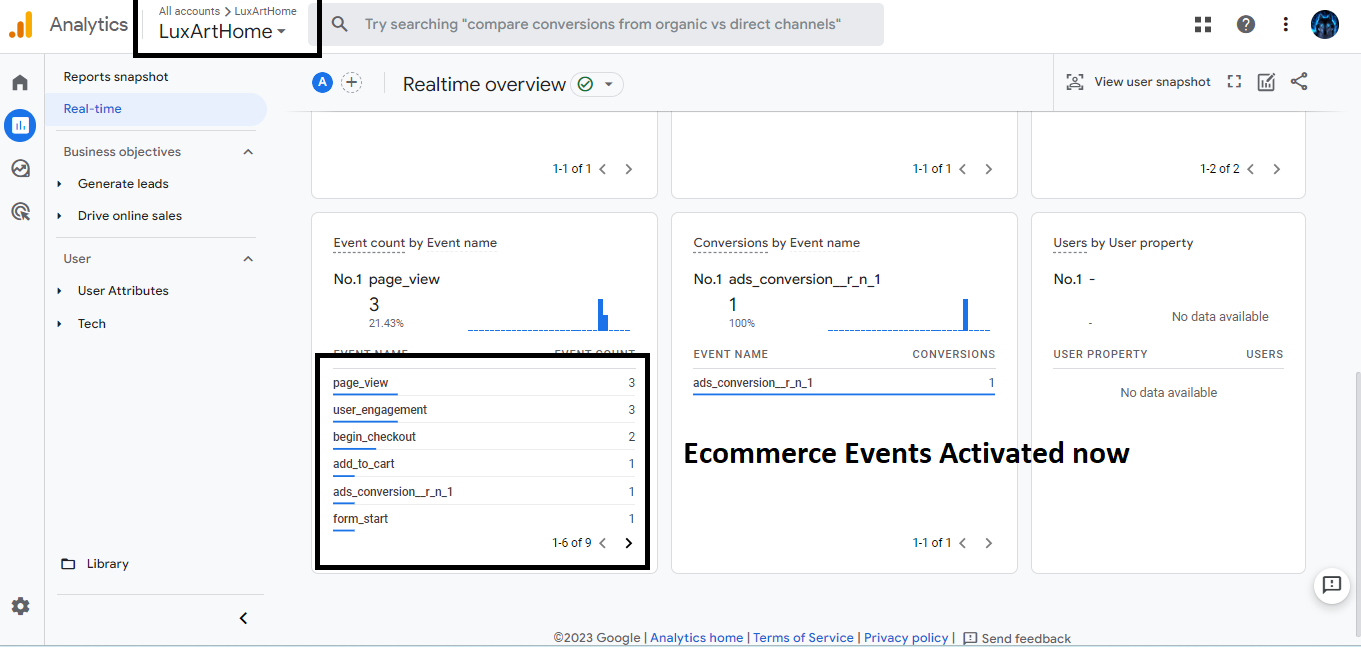 Analytics
All accounts > LuxArtHome
LuxArtHome
Try searching "compare conversions from organic vs direct channels"
Reports snapshot
Real-time
Business objectives
Generate leads
Drive online sales
User
User Attributes
Tech
Library
A
Realtime overview
View user snapshot
1-1 of 1
1-1 of 1
1-2 of 2
Event count by Event name
No.1 page_view
3
21.43%
EVENT NAME EVENT COUNT
page_view 3
user_engagement 3
begin_checkout 2
add_to_cart 1
ads_conversion__r_n_1 1
form_start 1
1-6 of 9
Conversions by Event name
No.1 ads_conversion__r_n_1
1
100%
EVENT NAME CONVERSIONS
ads_conversion__r_n_1 1
1-1 of 1
Users by User property
No.1 -
-
No data available
USER PROPERTY USERS
No data available
Ecommerce Events Activated now
©2023 Google | Analytics home | Terms of Service | Privacy policy | Send feedback